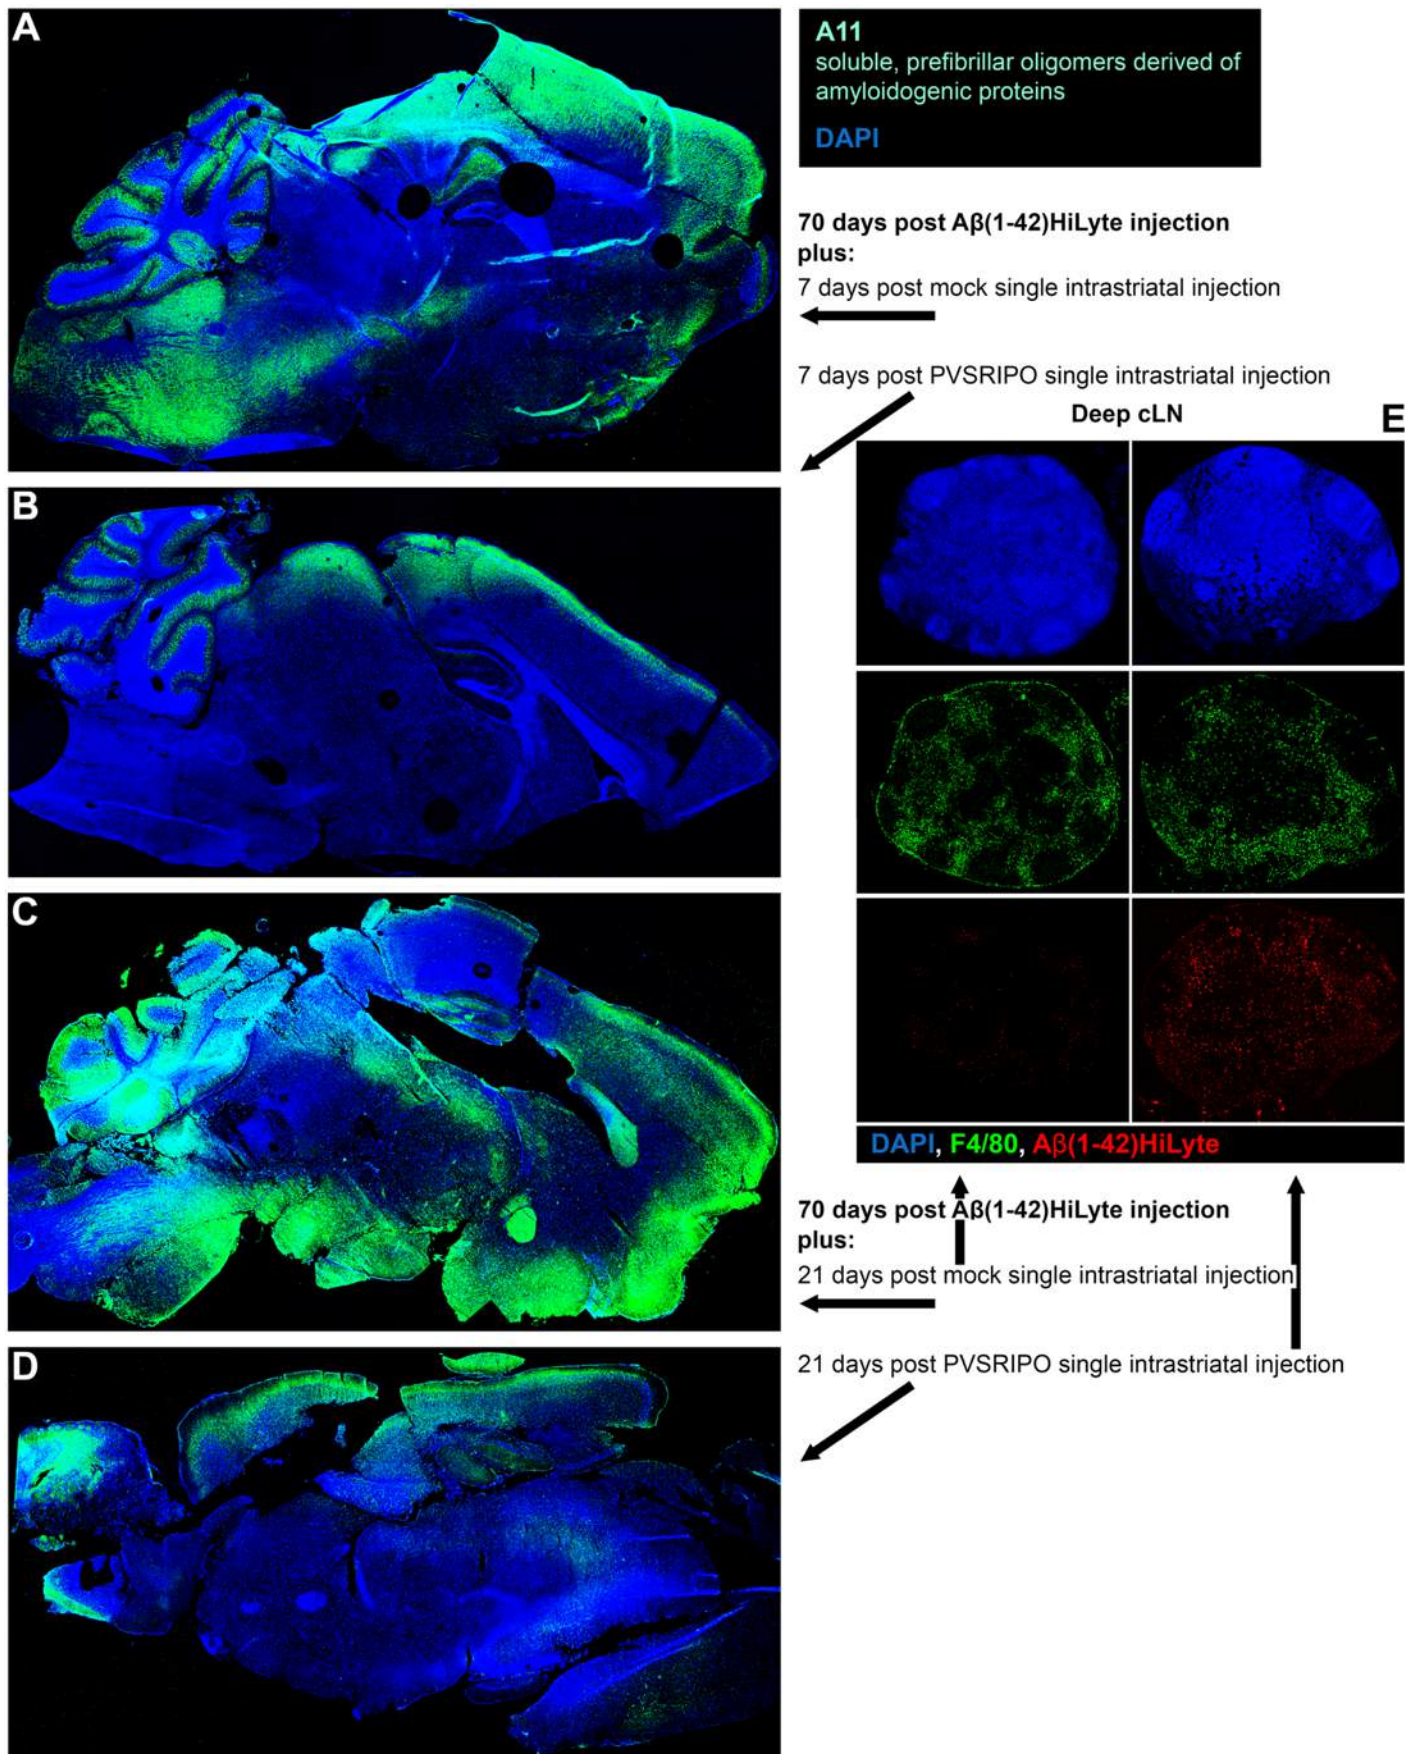 A
A11
soluble, prefibrillar oligomers derived of
amyloidogenic proteins
DAPI
70 days post Aβ(1-42)HiLyte injection
plus:
7 days post mock single intrastriatal injection
7 days post PVSRIPO single intrastriatal injection
Deep cLN
E
B
C
DAPI, F4/80, Aβ(1-42)HiLyte
70 days post Aβ(1-42)HiLyte injection
plus:
21 days post mock single intrastriatal injection
D
21 days post PVSRIPO single intrastriatal injection